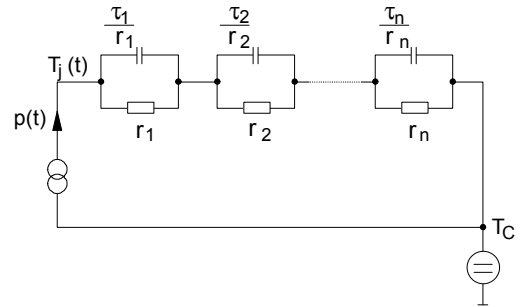 τ1/r1 τ2/r2 τn/rn
Tj(t)
p(t)
r1 r2 rn
TC